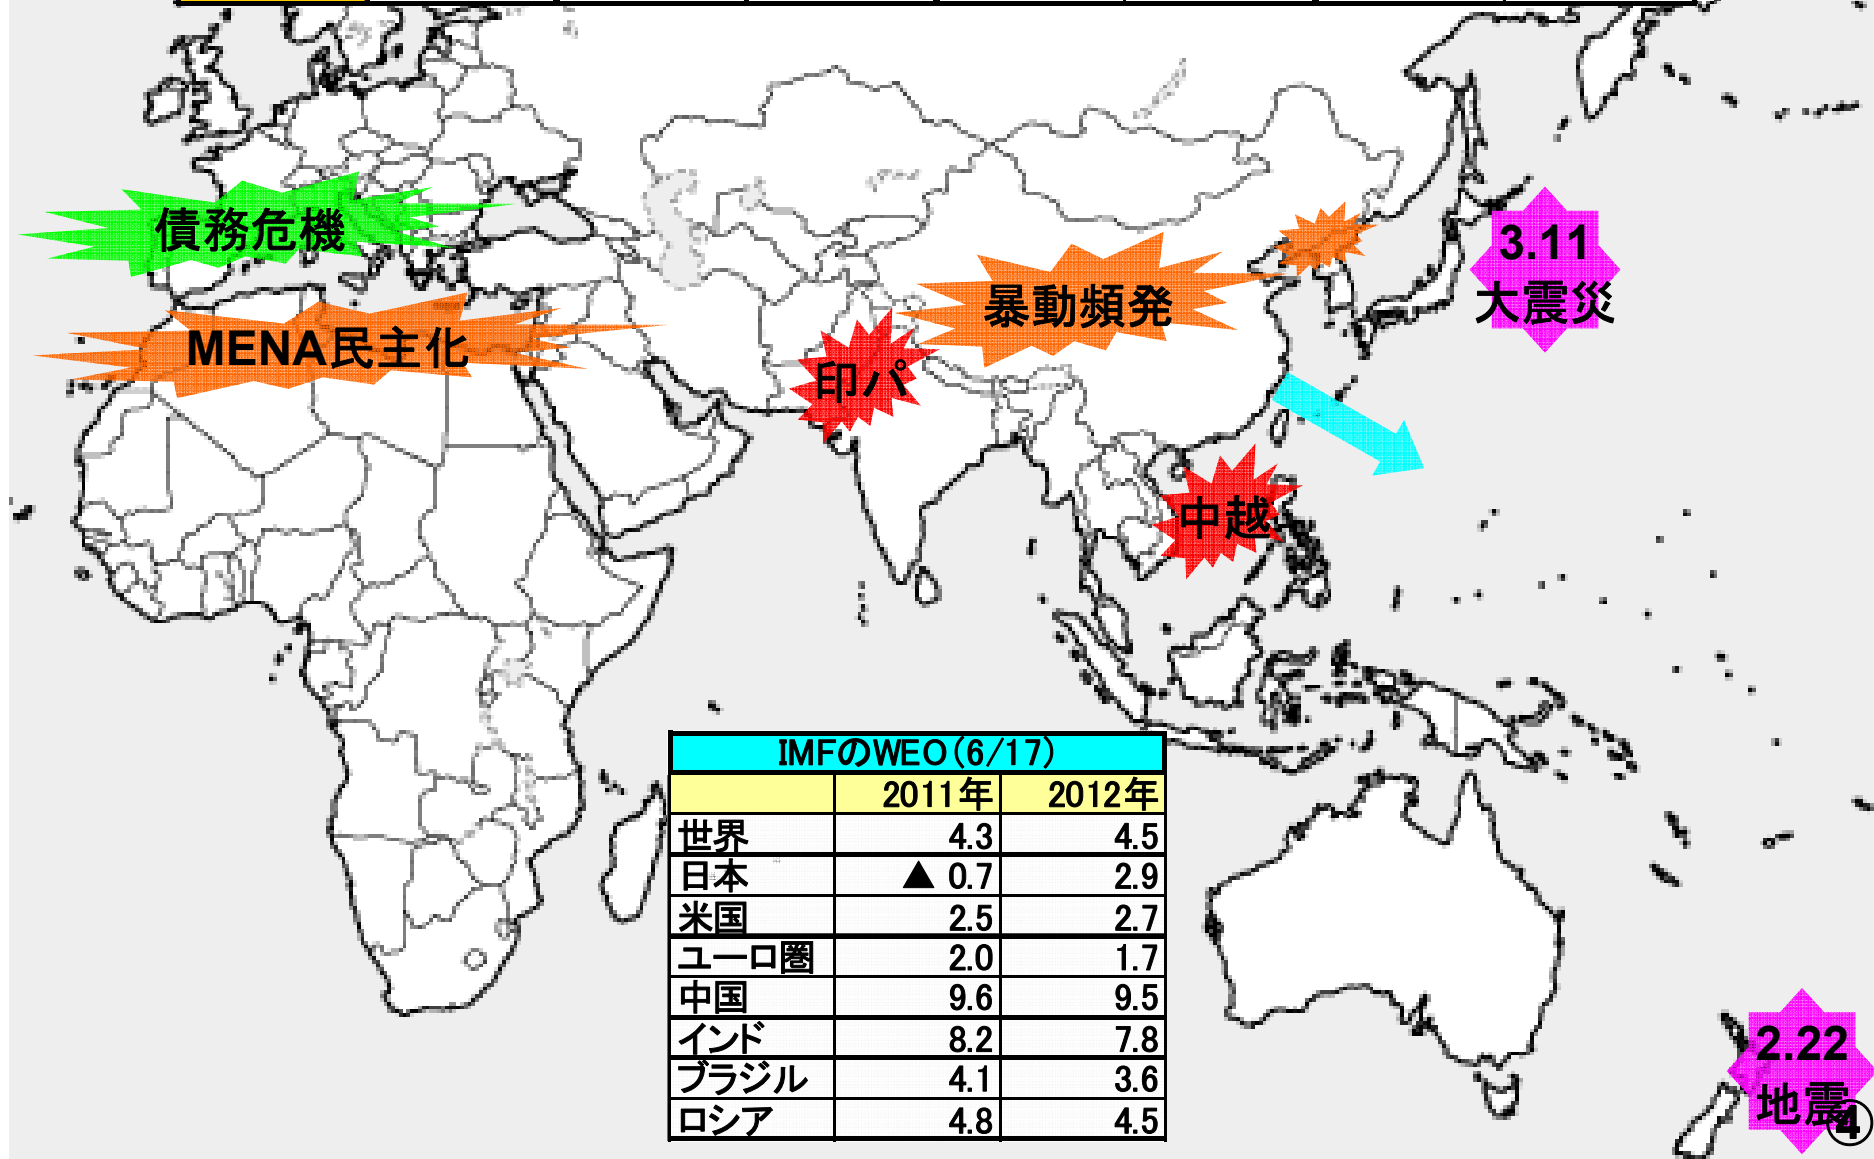 債務危機
3.11
大震災
暴動頻発
MENA民主化
印パ
中越
IMFのWEO(6/17)
2011年 2012年
世界 4.3 4.5
日本 ▲ 0.7 2.9
米国 2.5 2.7
ユーロ圏 2.0 1.7
中国 9.6 9.5
インド 8.2 7.8
ブラジル 4.1 3.6
ロシア 4.8 4.5
2.22
地震
④